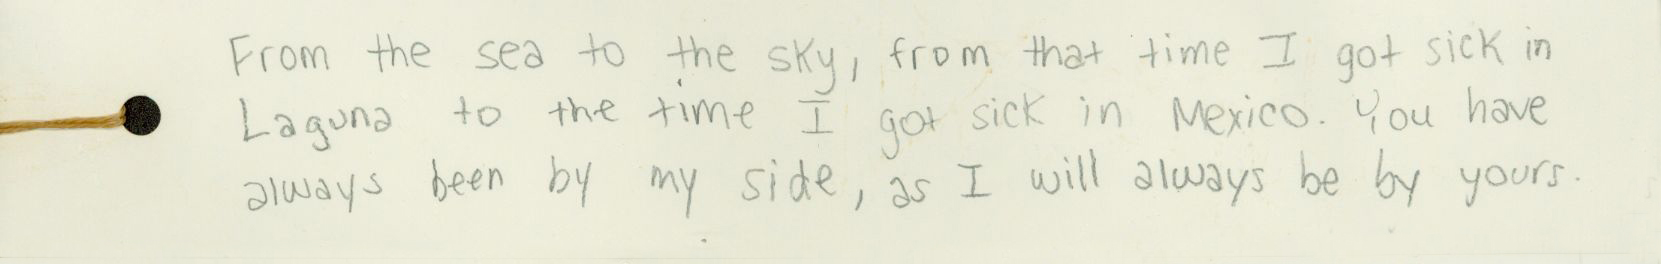 From the sea to the sky, from that time I got sick in
Laguna to the time I got sick in Mexico. You have
always been by my side, as I will always be by yours.